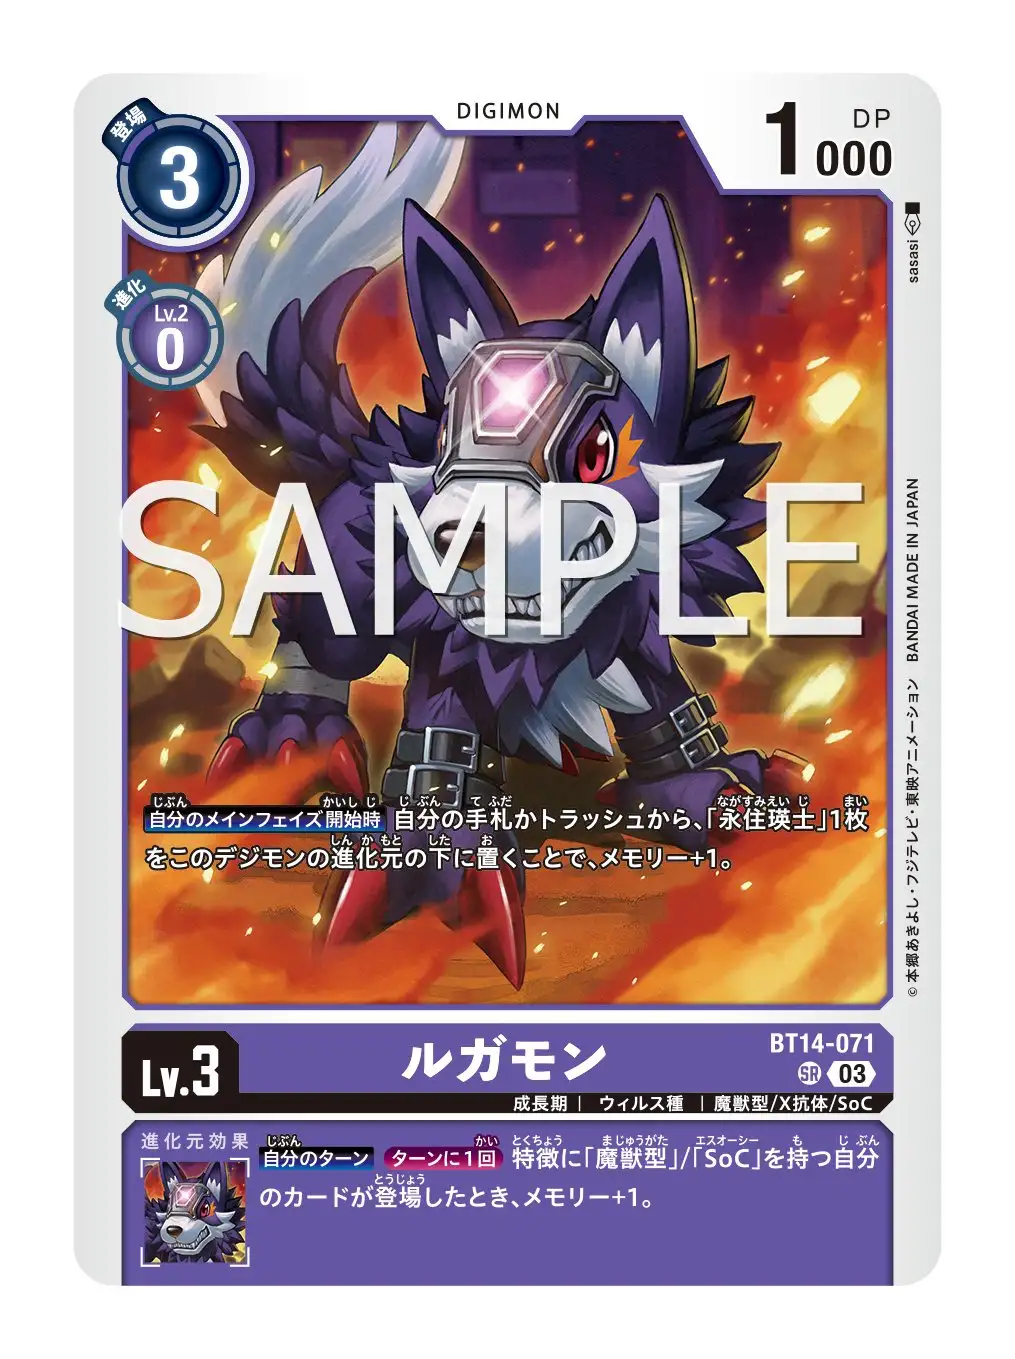 DIGIMON
登場
3
1000
DP
進化
Lv.2
0
sasasi
SAMPLE
BANDAI MADE IN JAPAN
© 本郷あきよし・フジテレビ・東映アニメーション
自分のメインフェイズ開始時 自分の手札かトラッシュから、「永住瑛士」1枚
をこのデジモンの進化元の下に置くことで、メモリー+1。
Lv.3
ルガモン
BT14-071
SR 03
成長期 | ウィルス種 | 魔獣型/X抗体/SoC
進化元効果
自分のターン ターンに1回 特徴に「魔獣型」/「SoC」を持つ自分
のカードが登場したとき、メモリー+1。